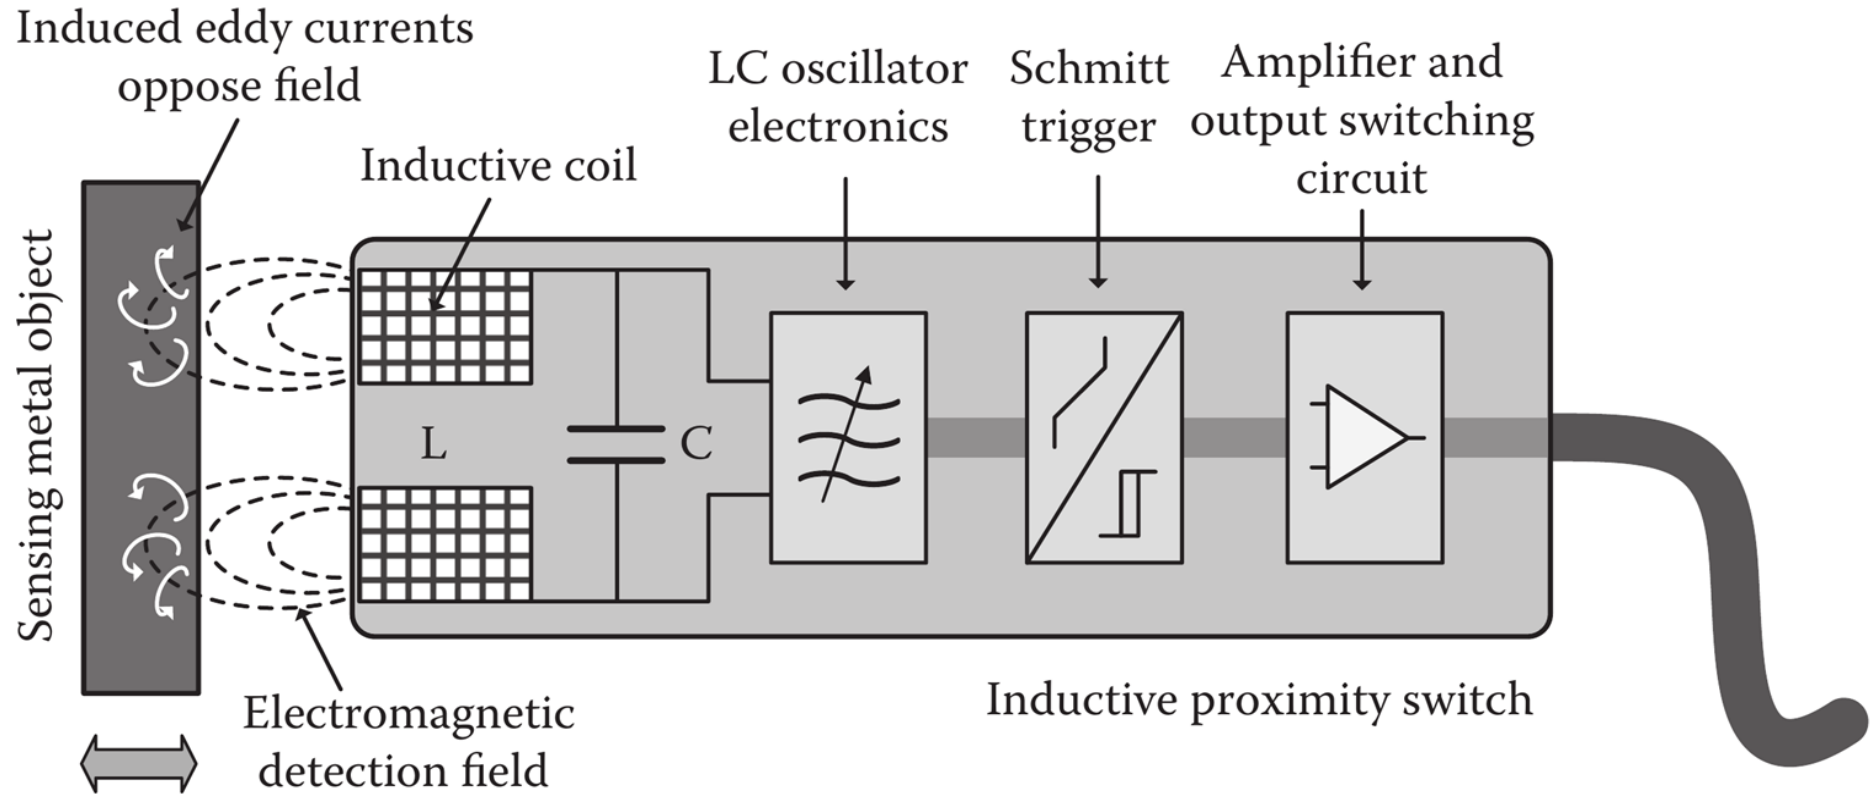 Induced eddy currents
oppose field
Inductive coil
LC oscillator
electronics
Schmitt
trigger
Amplifier and
output switching
circuit
Sensing metal object
L
C
Electromagnetic
detection field
Inductive proximity switch